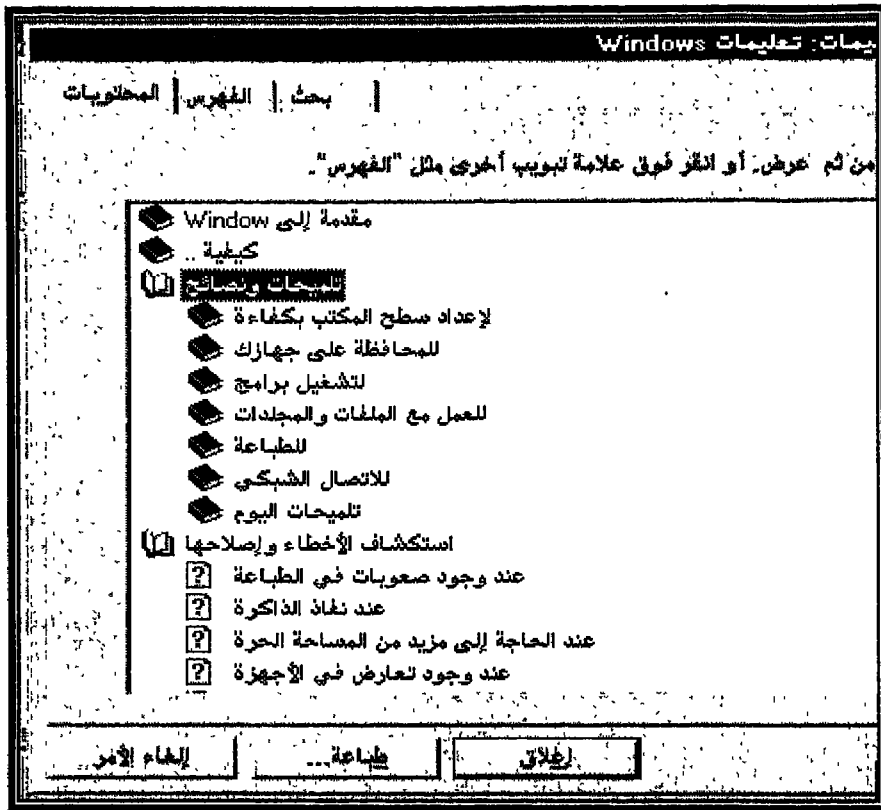 يمات: تعليمات Windows
المحتويات الفهرس بحث
من ثم عرض. أو انقر فوق علامة تبويب أخرى مثل "الفهرس".
مقدمة إلى Window
كيفية ..
تلميحات ونصائح
لإعداد سطح المكتب بكفاءة
للمحافظة على جهازك
لتشغيل برامج
للعمل مع الملفات والمجلدات
للطباعة
للاتصال الشبكي
تلميحات اليوم
استكشاف الأخطاء وإصلاحها
عند وجود صعوبات في الطباعة
عند نفاذ الذاكرة
عند الحاجة إلى مزيد من المساحة الحرة
عند وجود تعارض في الأجهزة
إلغاء الأمر طباعة... إغلاق